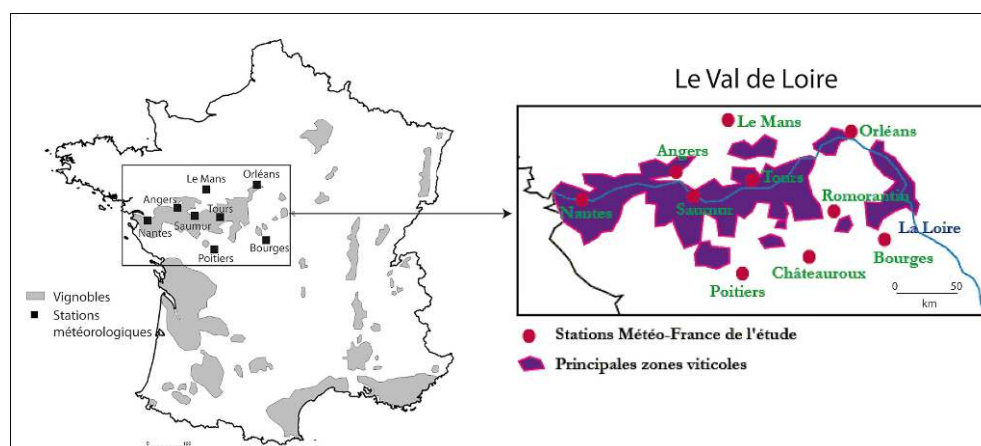 Le Mans
Orléans
Angers
Tours
Saumur
Nantes
Bourges
Poitiers
Vignobles
Stations
météorologiques
Le Val de Loire
Le Mans
Orléans
Angers
Tours
Romorantin
Nantes
Saumur
La Loire
Bourges
Châteauroux
Poitiers
0 50
km
Stations Météo-France de l'étude
Principales zones viticoles